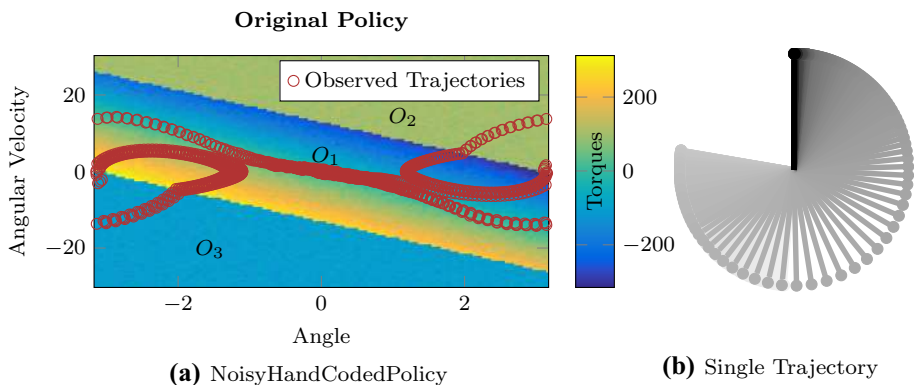 Original Policy
Observed Trajectories
O2
O1
O3
20
0
−20
Angular Velocity
−2
0
2
Angle
200
0
−200
Torques
(a) NoisyHandCodedPolicy
(b) Single Trajectory